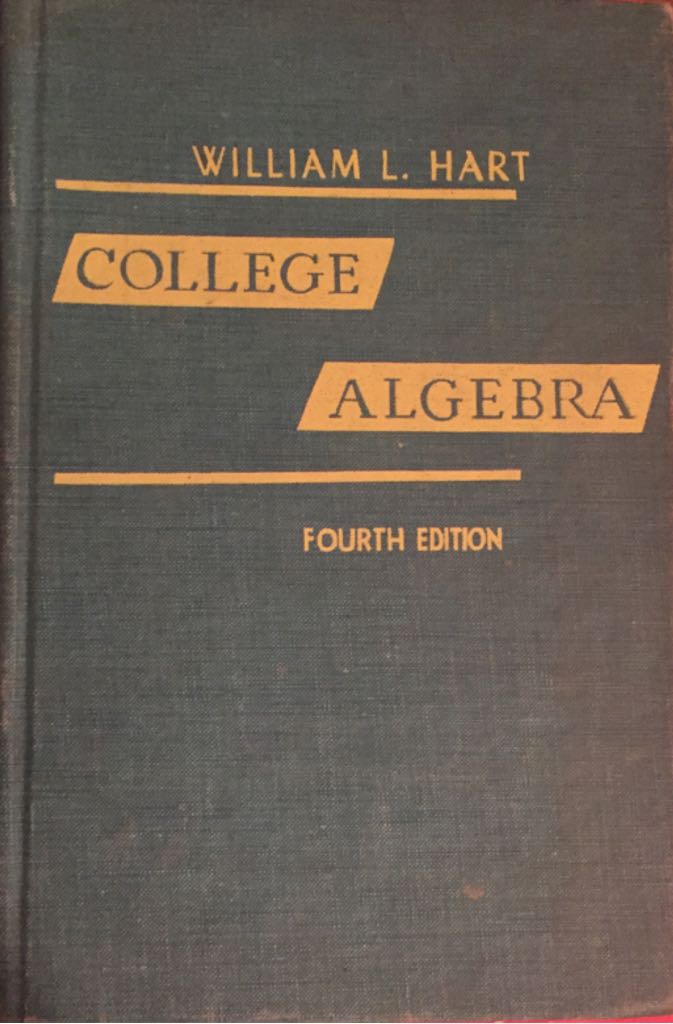 WILLIAM L. HART
COLLEGE
ALGEBRA
FOURTH EDITION